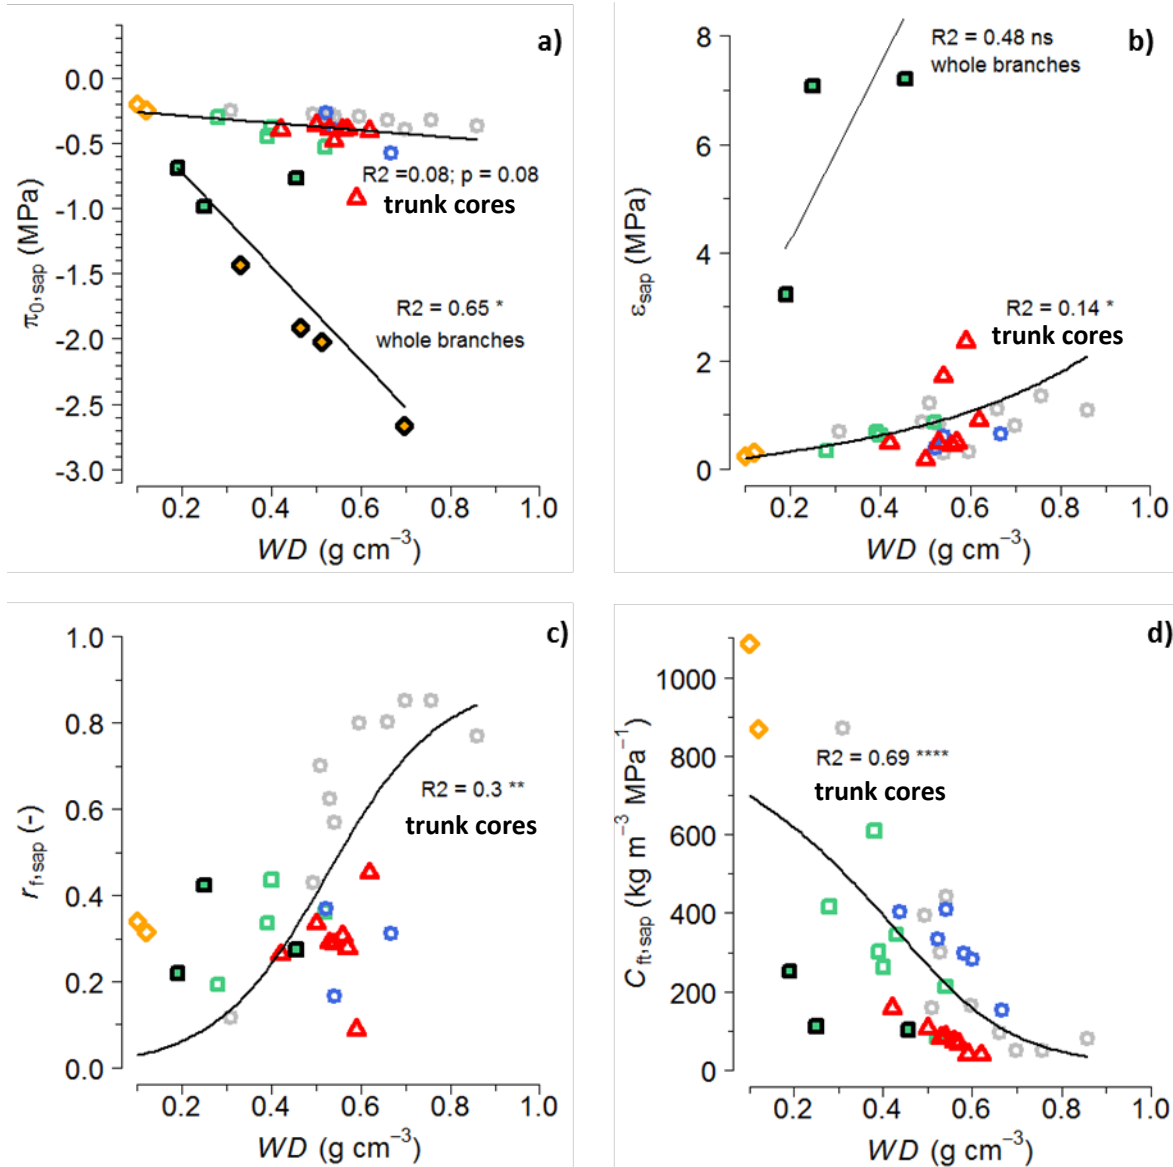 a)
0.0
-0.5
-1.0
-1.5
-2.0
-2.5
-3.0
π0,sap (MPa)
R2 =0.08; p = 0.08
trunk cores
R2 = 0.65 *
whole branches
0.2 0.4 0.6 0.8 1.0
WD (g cm−3)
b)
8
6
4
2
0
εsap (MPa)
R2 = 0.48 ns
whole branches
R2 = 0.14 *
trunk cores
0.2 0.4 0.6 0.8 1.0
WD (g cm−3)
c)
1.0
0.8
0.6
0.4
0.2
0.0
rf,sap (-)
R2 = 0.3 **
trunk cores
0.2 0.4 0.6 0.8 1.0
WD (g cm−3)
d)
1000
800
600
400
200
0
Cft,sap (kg m−3 MPa−1)
R2 = 0.69 ****
trunk cores
0.2 0.4 0.6 0.8 1.0
WD (g cm−3)